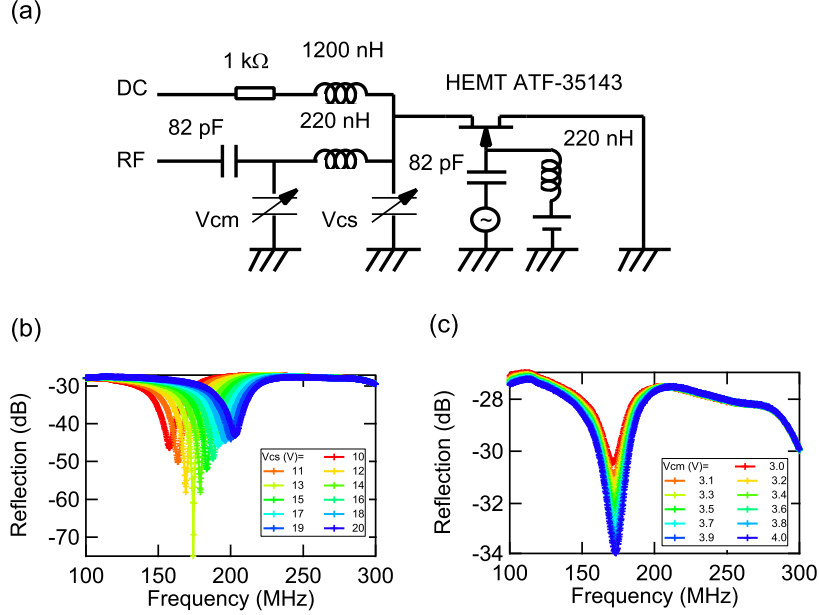 (a)
1200 nH
1 kΩ
HEMT ATF-35143
DC
82 pF
220 nH
220 nH
RF
82 pF
Vcm
Vcs
~
(b)
(c)
Reflection (dB)
-30
-40
-50
-60
-70
Vcs (V)=
10
11
12
13
14
15
16
17
18
19
20
100
150
200
250
300
Frequency (MHz)
Reflection (dB)
-28
-30
-32
-34
Vcm (V)=
3.0
3.1
3.2
3.3
3.4
3.5
3.6
3.7
3.8
3.9
4.0
100
150
200
250
300
Frequency (MHz)